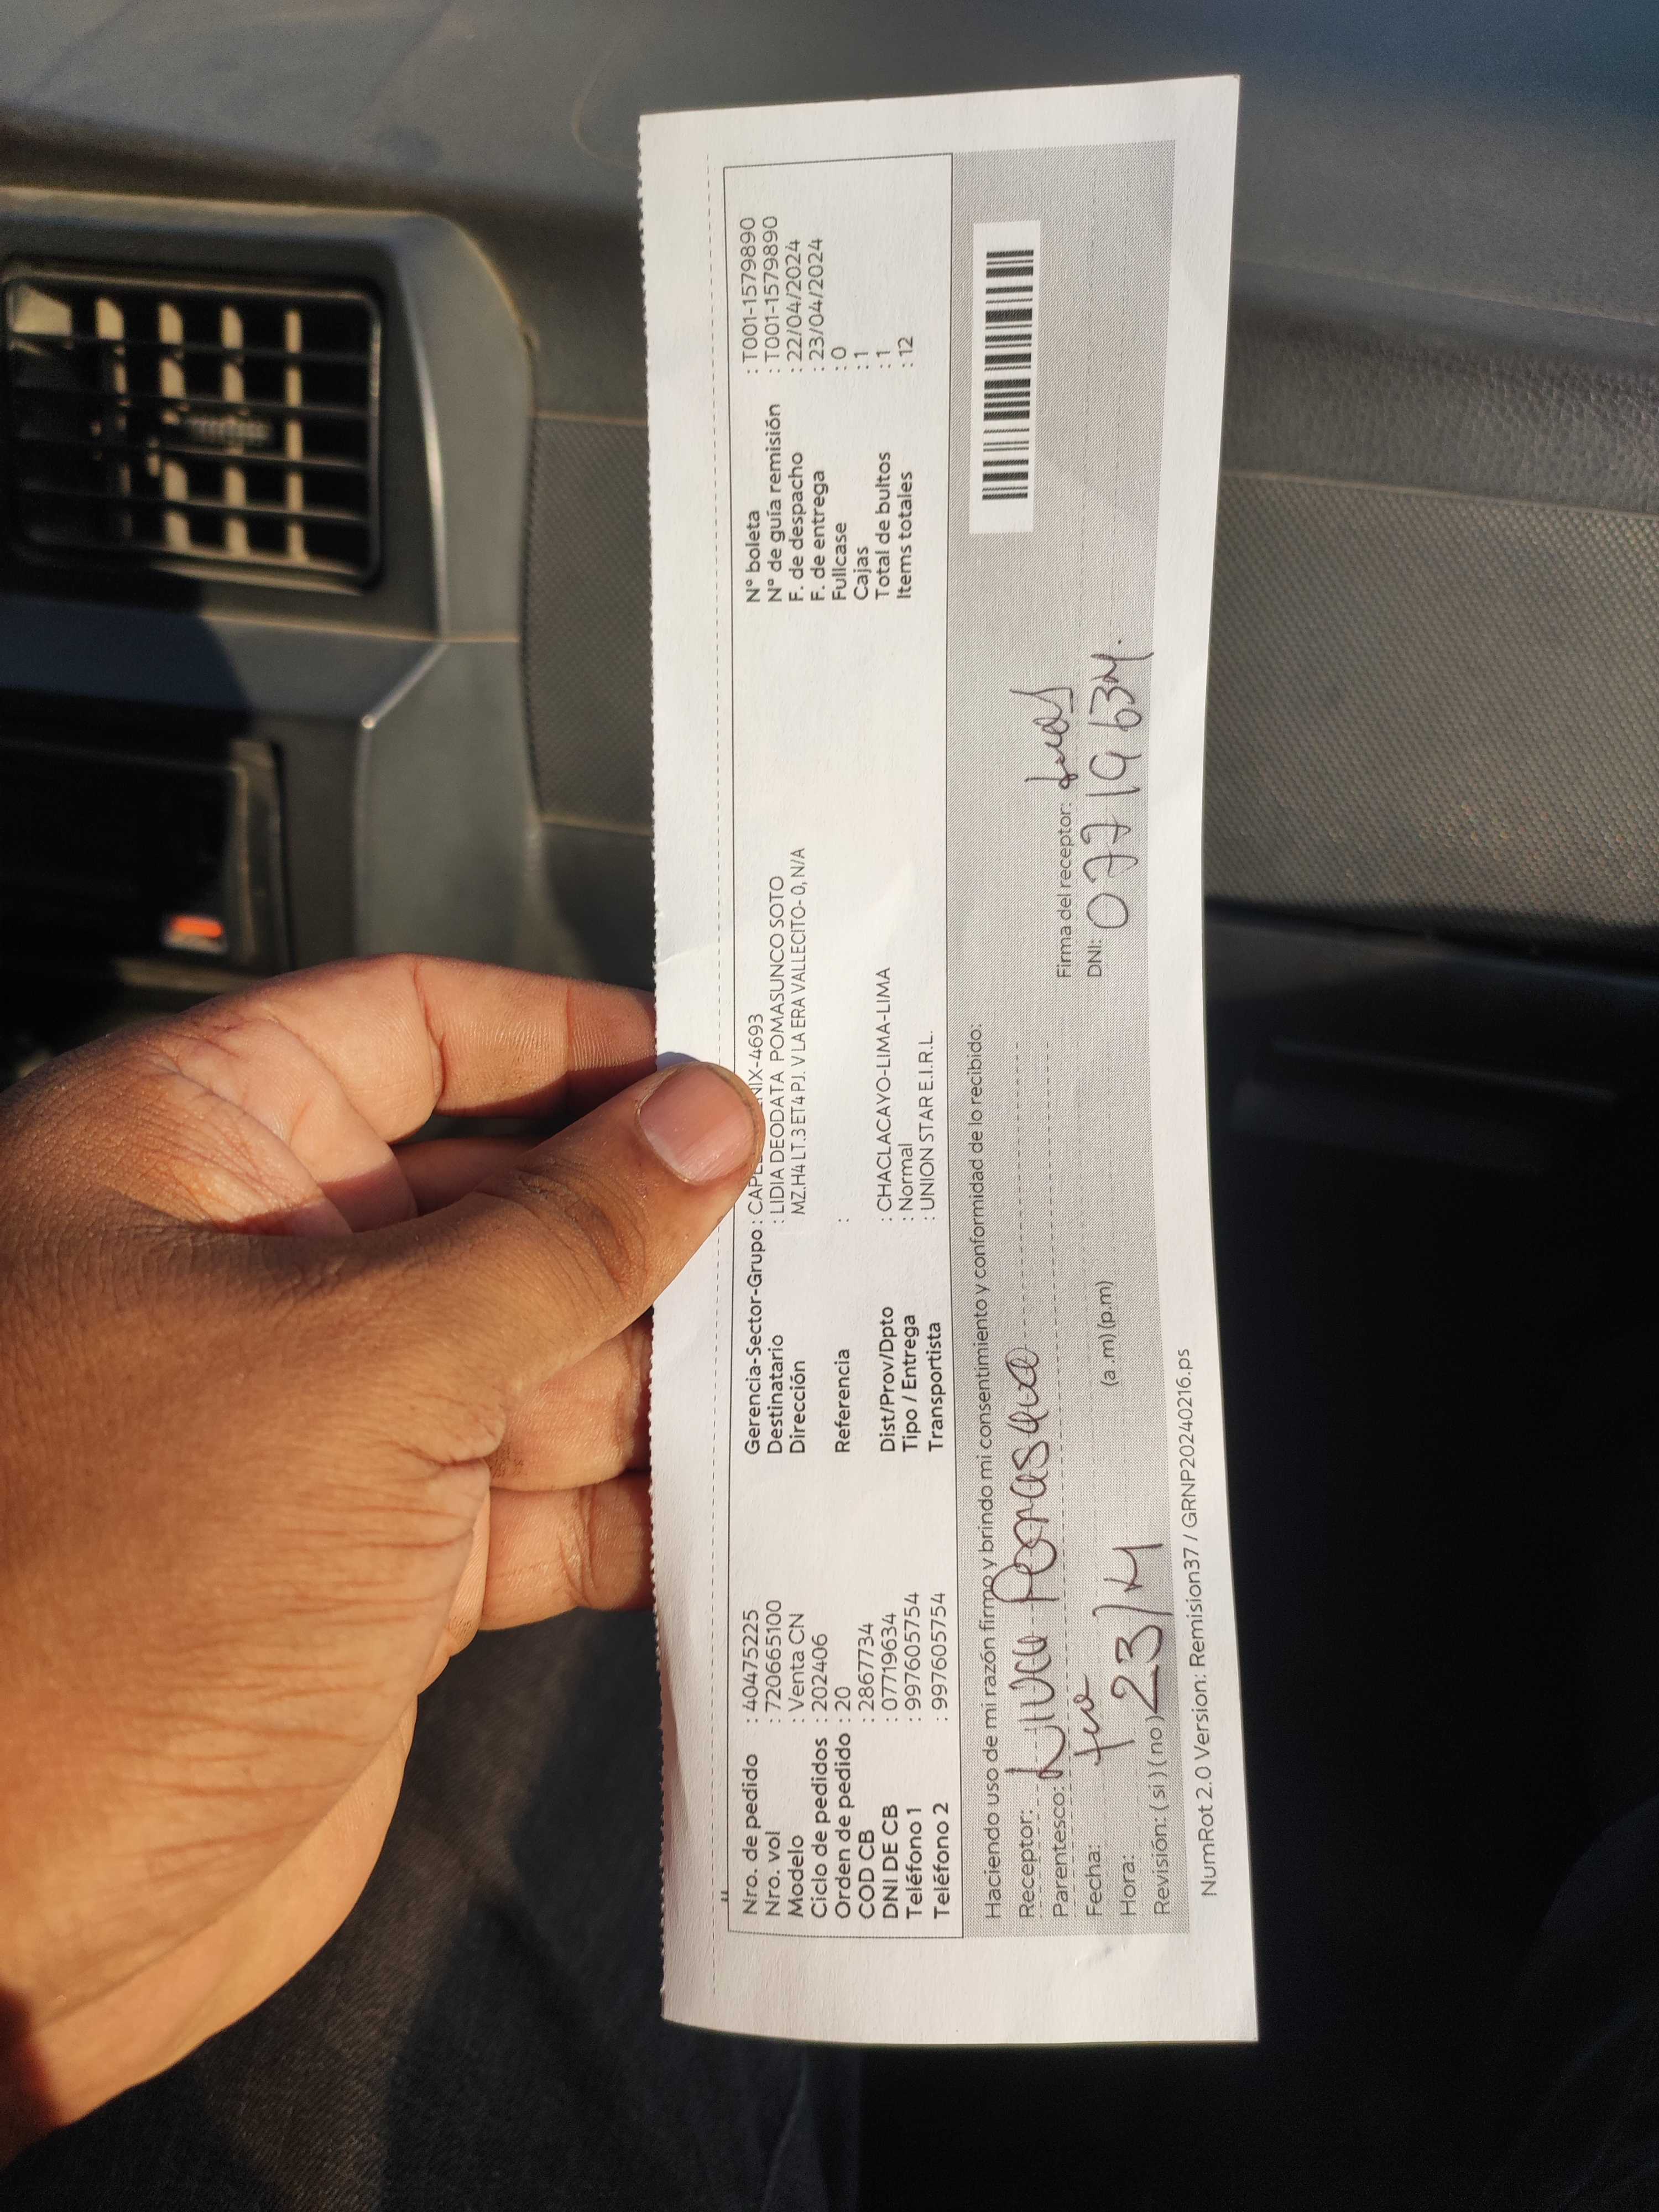 Nro. de pedido : 40475225
Nro. vol : 720665100
Modelo : Venta CN
Ciclo de pedidos : 202406
Orden de pedido : 20
COD CB : 2867734
DNI DE CB : 07719634
Teléfono 1 : 997605754
Teléfono 2 : 997605754
Gerencia-Sector-Grupo : -4693
Destinatario : LIDIA DEODATA POMASUNCO SOTO
Dirección MZ.H4 LT.3 ET4 PJ. V LA ERA VALLECITO- 0, N/A
Referencia :
Dist/Prov/Dpto : CHACLACAYO-LIMA-LIMA
Tipo / Entrega : Normal
Transportista : UNION STAR E.I.R.L.
N° boleta : T001-1579890
N° de guía remisión : T001-1579890
F. de despacho : 22/04/2024
F. de entrega : 23/04/2024
Fullcase : 0
Cajas : 1
Total de bultos : 1
Items totales : 12
Haciendo uso de mi razón firmo y brindo mi consentimiento y conformidad de lo recibido:
Receptor:
Parentesco:
Fecha:
Hora: (a .m) (p.m)
Revisión: ( si ) ( no ) 23/4
Firma del receptor:
DNI: 07719634.
NumRot 2.0 Version: Remision37 / GRNP20240216.ps